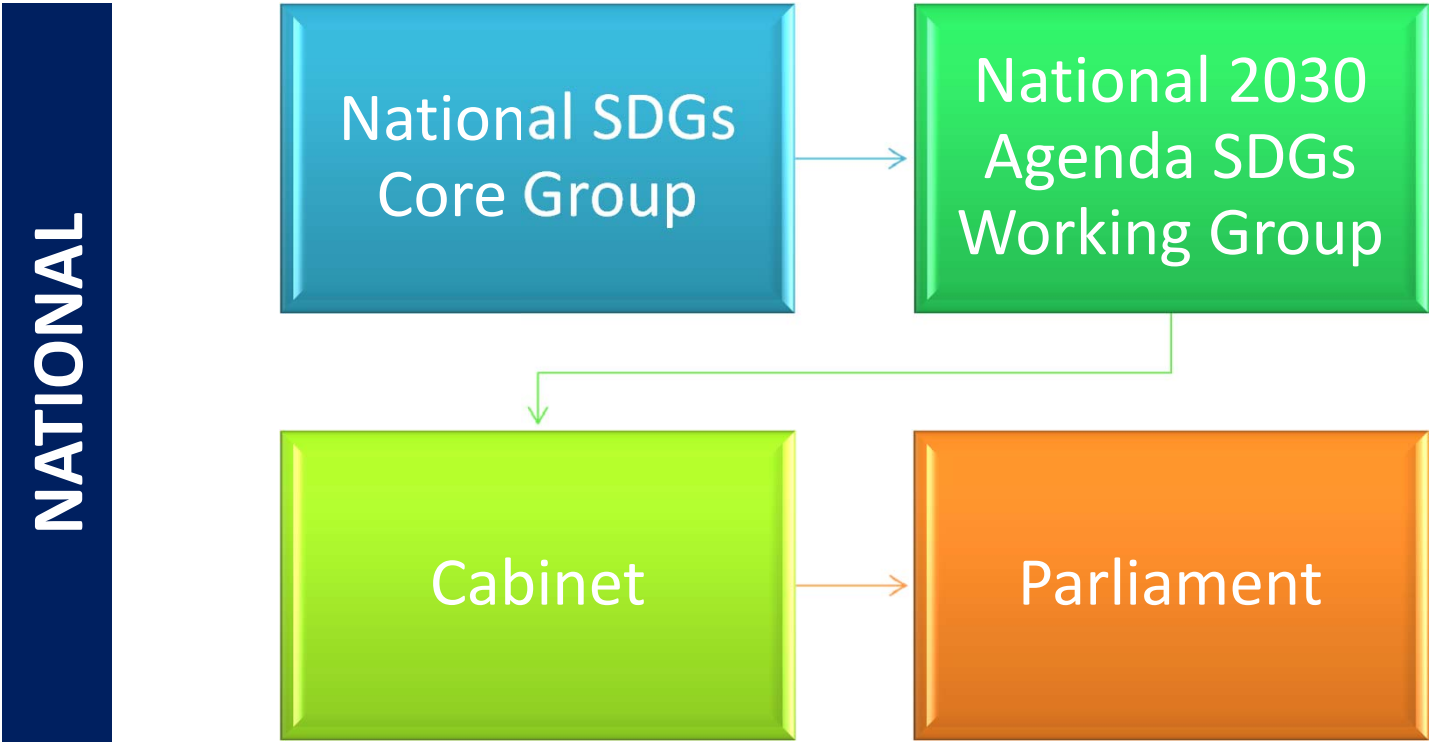 NATIONAL
National SDGs
Core Group
National 2030
Agenda SDGs
Working Group
Cabinet
Parliament